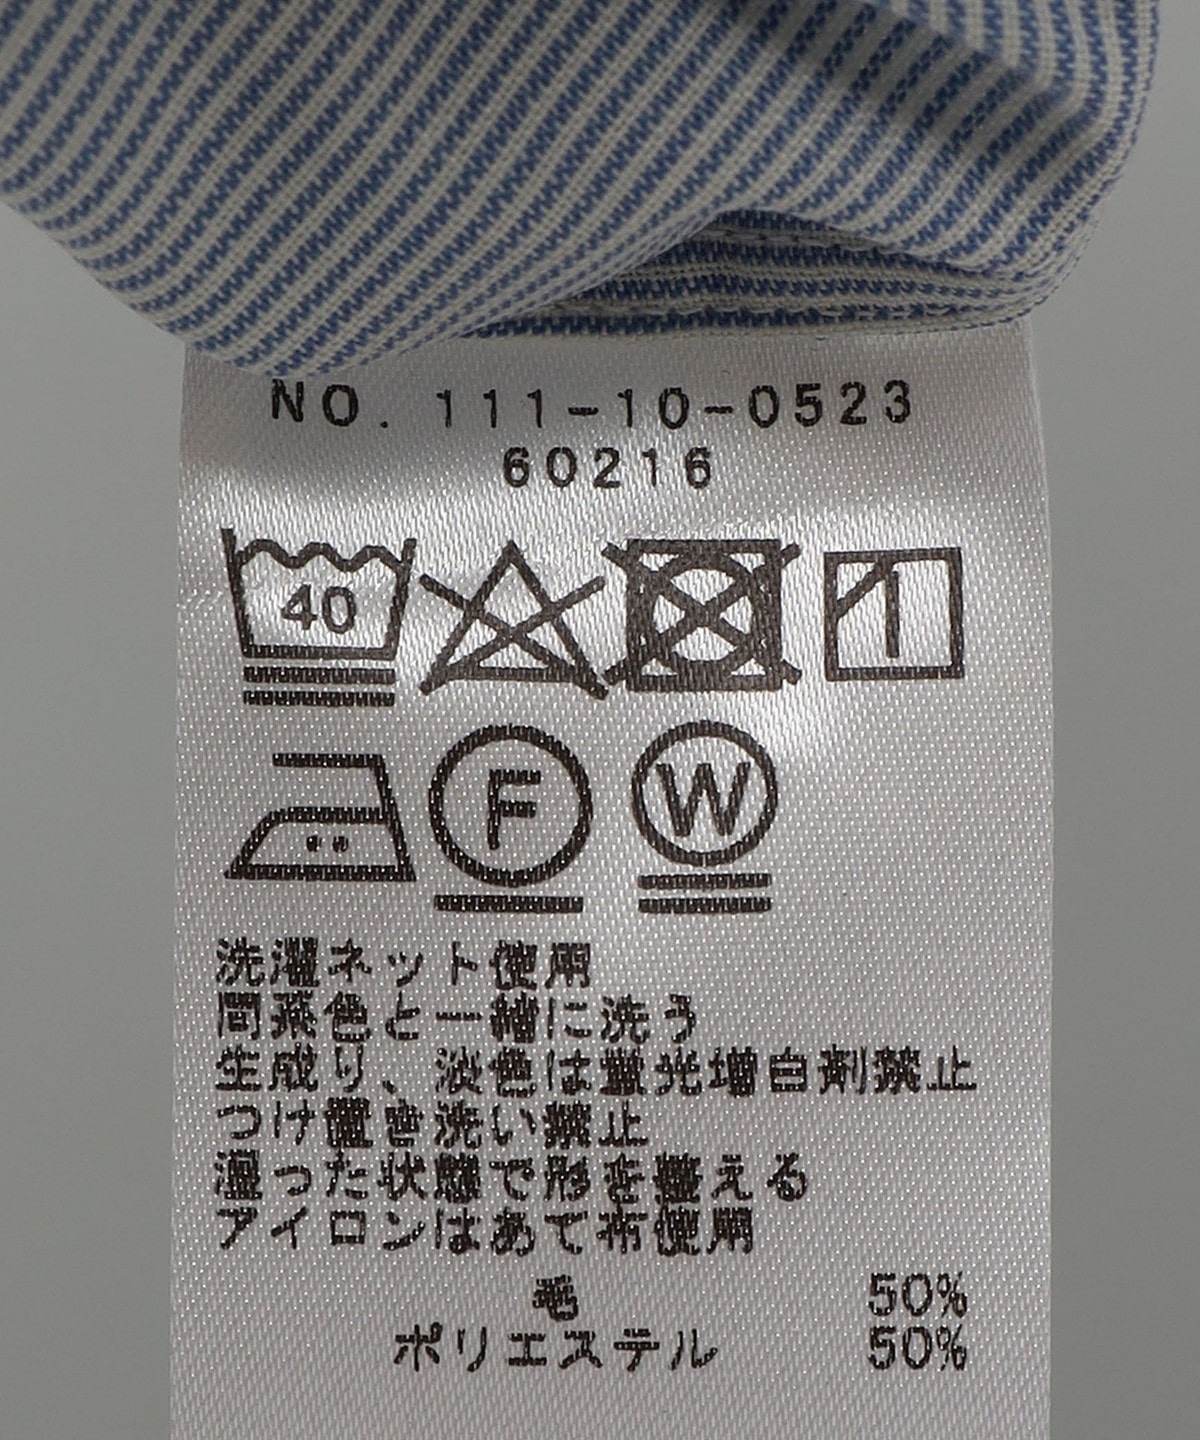 NO. 111-10-0523
60216
40
F W
洗濯ネット使用
同系色と一緒に洗う
生成り、淡色は蛍光増白剤禁止
つけ置き洗い禁止
湿った状態で形を整える
アイロンはあて布使用
毛 50%
ポリエステル 50%